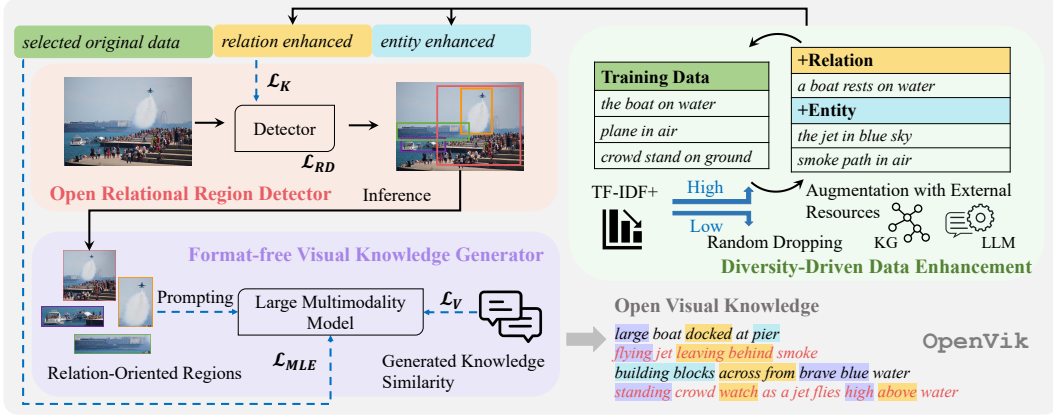 selected original data
relation enhanced
entity enhanced
ℒK
Detector
ℒRD
Open Relational Region Detector
Inference
Training Data
the boat on water
plane in air
crowd stand on ground
+Relation
a boat rests on water
+Entity
the jet in blue sky
smoke path in air
TF-IDF+
High
Low
Random Dropping
Augmentation with External
Resources
KG
LLM
Diversity-Driven Data Enhancement
Format-free Visual Knowledge Generator
Prompting
Large Multimodality
Model
ℒV
ℒMLE
Relation-Oriented Regions
Generated Knowledge
Similarity
Open Visual Knowledge
large boat docked at pier
flying jet leaving behind smoke
building blocks across from brave blue water
standing crowd watch as a jet flies high above water
OpenVik